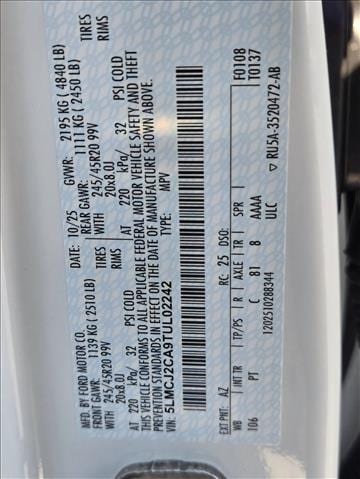 MFD. BY FORD MOTOR CO.
DATE: 10/25 GVWR: 2195 KG ( 4840 LB)
FRONT GAWR: 1139 KG ( 2510 LB) REAR GAWR: 1111 KG ( 2450 LB)
WITH 245/45R20 99V TIRES WITH 245/45R20 99V TIRES
20x8.0J RIMS 20x8.0J RIMS
AT 220 kPa/ 32 PSI COLD AT 220 kPa/ 32 PSI COLD
THIS VEHICLE CONFORMS TO ALL APPLICABLE FEDERAL MOTOR VEHICLE SAFETY AND THEFT
PREVENTION STANDARDS IN EFFECT ON THE DATE OF MANUFACTURE SHOWN ABOVE.
VIN: 5LMCJ2CA9TUL02242
TYPE: MPV
F0108
T0137
EXT PNT: AZ RC: 25 DSO:
WB INT TR TP/PS R AXLE TR SPR
106 PT C 81 8 AAAA
ULC
1202510288344
▽ RU5A-3520472-AB